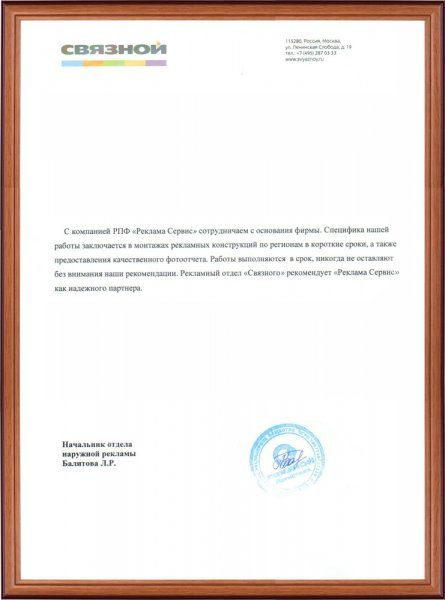 СВЯЗНОЙ
115280, Россия, Москва,
ул. Ленинская Слобода, д. 19
тел.: +7 (495) 287 03 33
www.svyaznoy.ru
С компанией РПФ «Реклама Сервис» сотрудничаем с основания фирмы. Специфика нашей
работы заключается в монтажах рекламных конструкций по регионам в короткие сроки, а также
предоставления качественного фотоотчета. Работы выполняются в срок, никогда не оставляют
без внимания наши рекомендации. Рекламный отдел «Связного» рекомендует «Реклама Сервис»
как надежного партнера.
Начальник отдела
наружной рекламы
Балитова Л.Р.